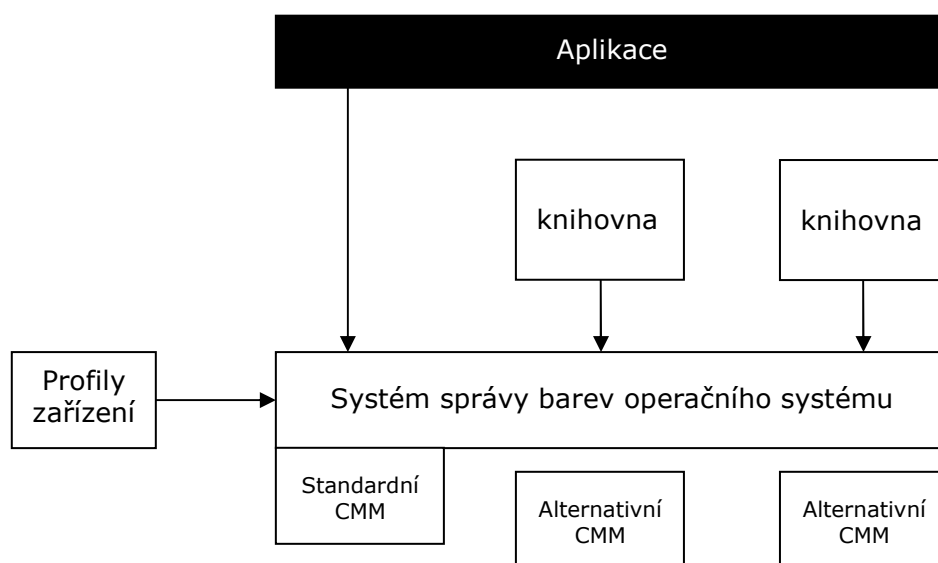 Aplikace
knihovna
knihovna
Profily
zařízení
Systém správy barev operačního systému
Standardní
CMM
Alternativní
CMM
Alternativní
CMM